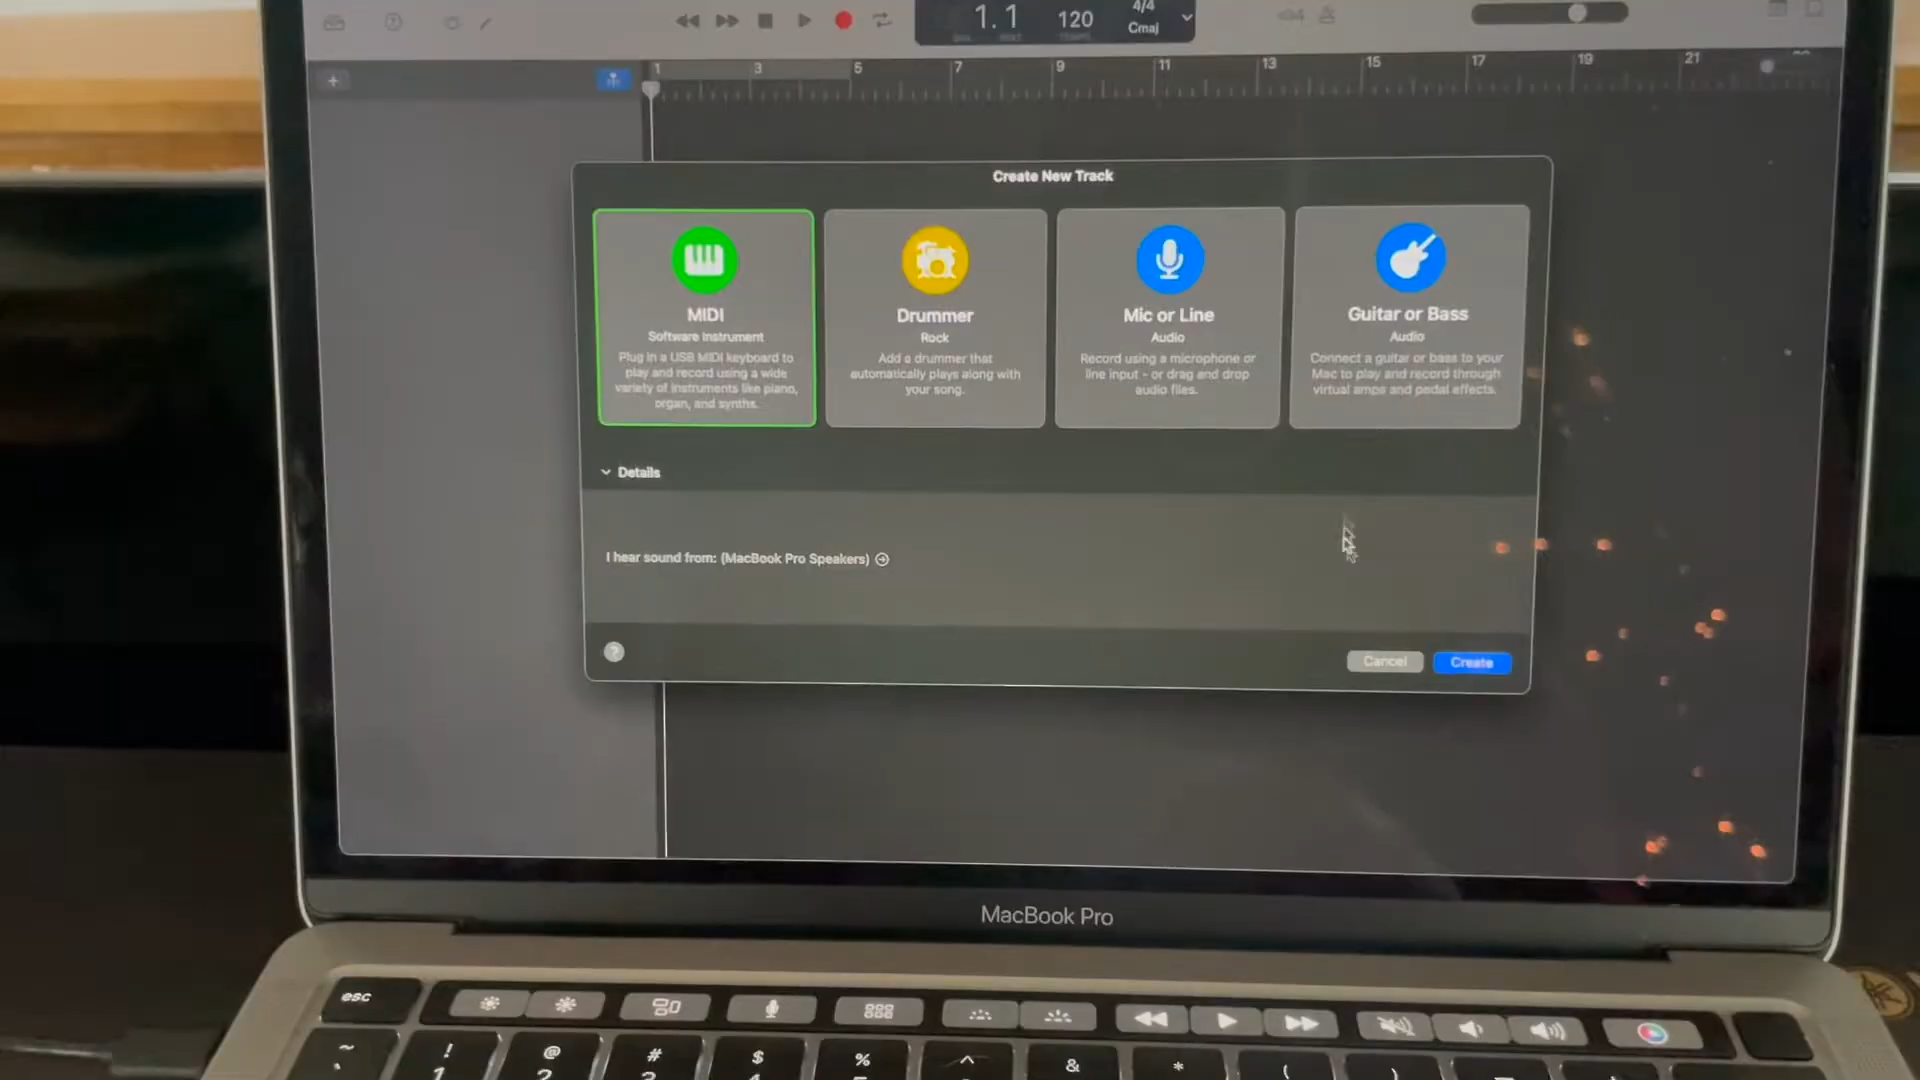 1.1
120
4/4
Cmaj
1 3 5 7 9 11 13 15 17 19 21
Create New Track
MIDI
Software Instrument
Plug in a USB MIDI keyboard to
play and record using a wide
variety of instruments like piano,
organ, and synths.
Drummer
Rock
Add a drummer that
automatically plays along with
your song.
Mic or Line
Audio
Record using a microphone or
line input - or drag and drop
audio files.
Guitar or Bass
Audio
Connect a guitar or bass to your
Mac to play and record through
virtual amps and pedal effects.
Details
I hear sound from: (MacBook Pro Speakers)
?
Cancel
Create
MacBook Pro
esc
~ ! @ # $ % ^ & * ( )
1 2 3